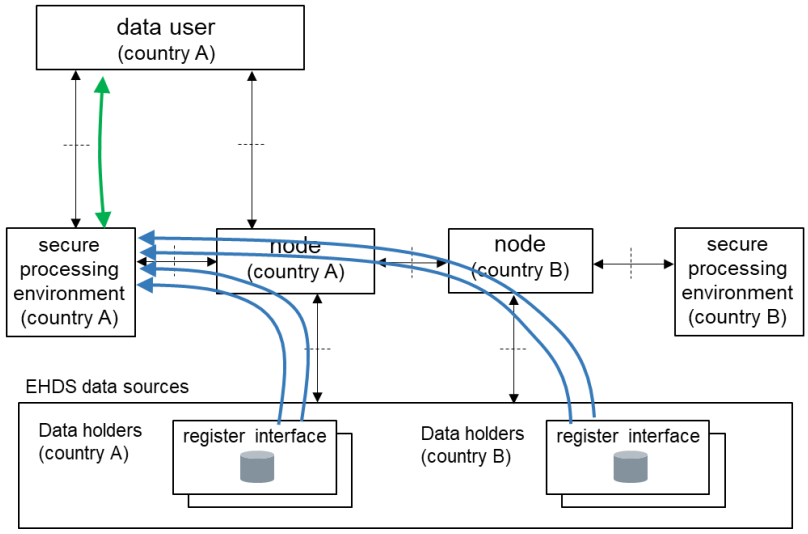 data user
(country A)
secure
processing
environment
(country A)
node
(country A)
node
(country B)
secure
processing
environment
(country B)
EHDS data sources
Data holders
(country A)
register interface
Data holders
(country B)
register interface